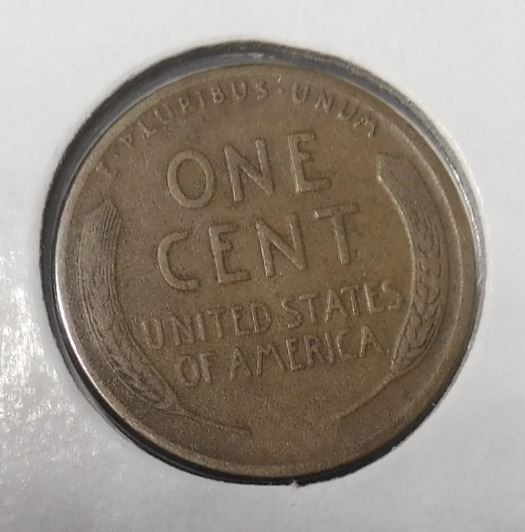 E·PLURIBUS·UNUM
ONE
CENT
UNITED STATES
OF AMERICA